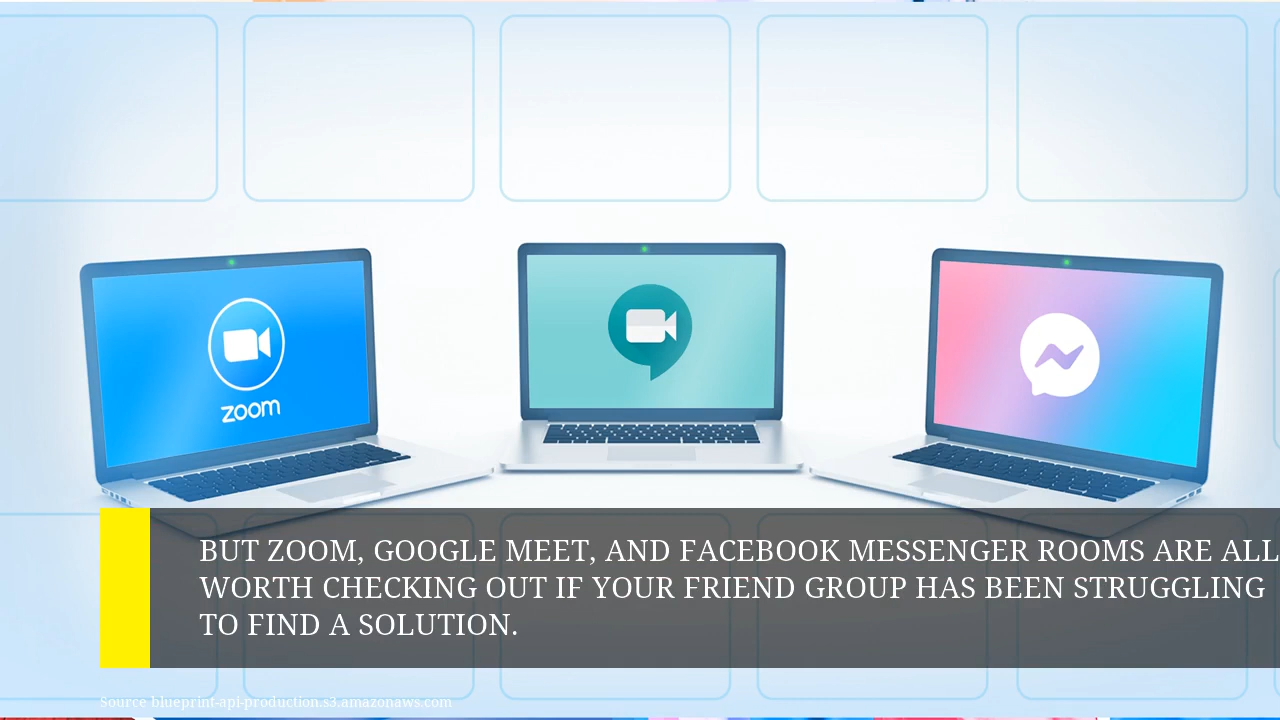 zoom
BUT ZOOM, GOOGLE MEET, AND FACEBOOK MESSENGER ROOMS ARE ALL
WORTH CHECKING OUT IF YOUR FRIEND GROUP HAS BEEN STRUGGLING
TO FIND A SOLUTION.
Source blueprint-api-production.s3.amazonaws.com